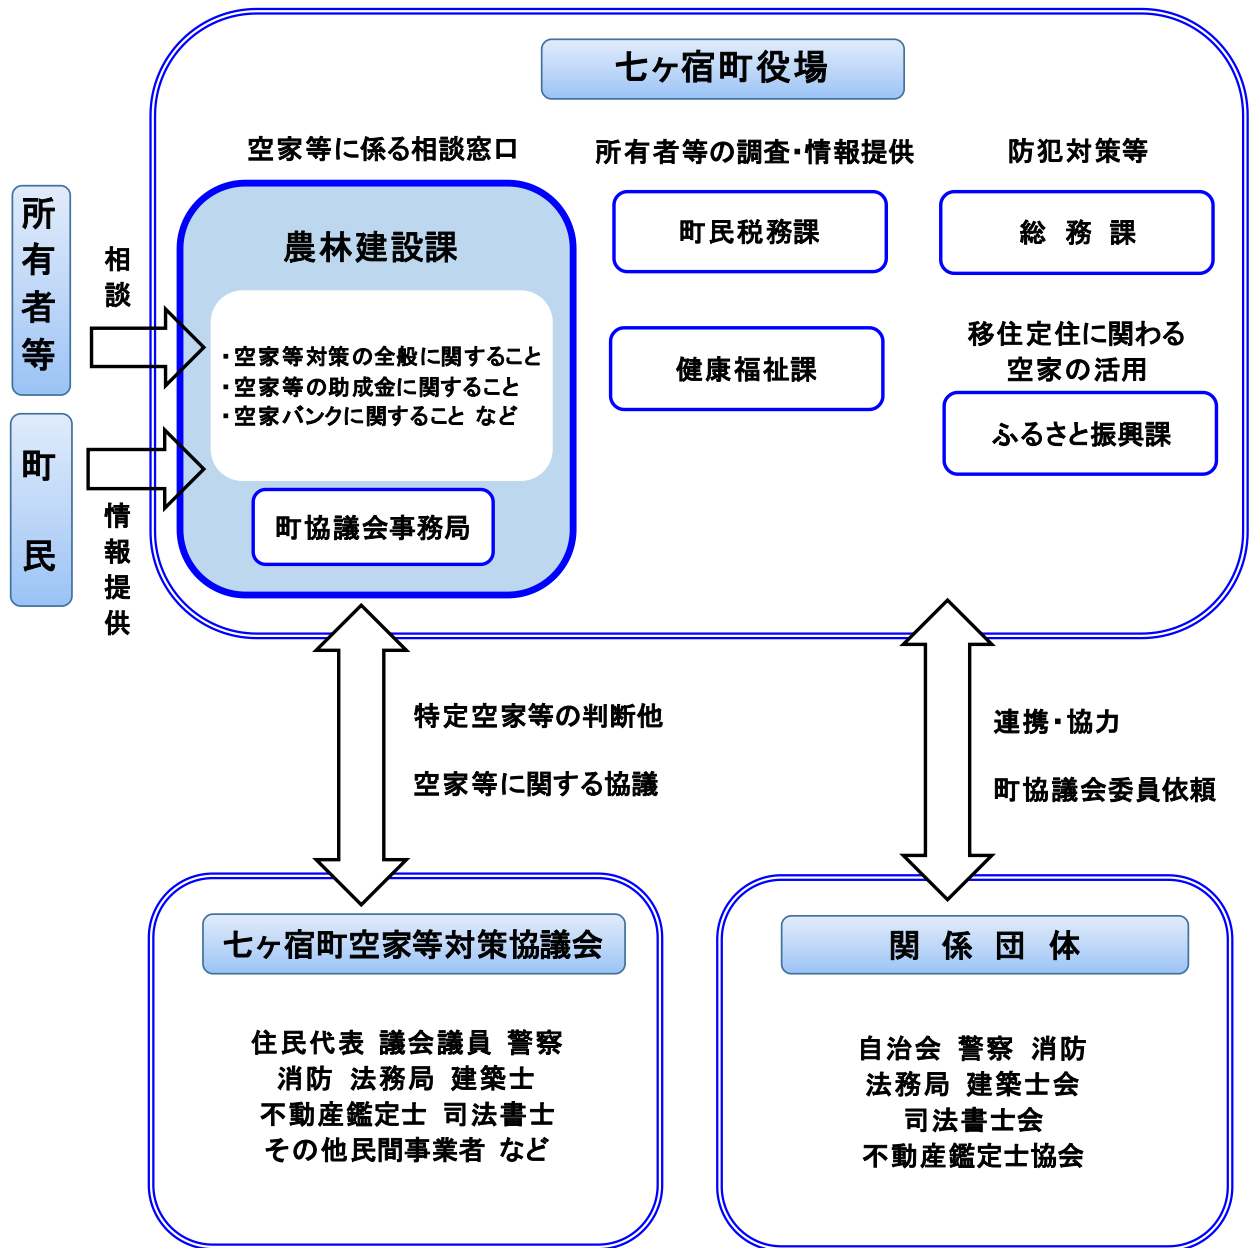 七ヶ宿町役場
空家等に係る相談窓口
所有者等の調査・情報提供
防犯対策等
所有者等
相談
農林建設課
・空家等対策の全般に関すること
・空家等の助成金に関すること
・空家バンクに関すること など
町協議会事務局
町民税務課
健康福祉課
総 務 課
移住定住に関わる
空家の活用
ふるさと振興課
町 民
情報提供
特定空家等の判断他
空家等に関する協議
連携・協力
町協議会委員依頼
七ヶ宿町空家等対策協議会
住民代表 議会議員 警察
消防 法務局 建築士
不動産鑑定士 司法書士
その他民間事業者 など
関 係 団 体
自治会 警察 消防
法務局 建築士会
司法書士会
不動産鑑定士協会